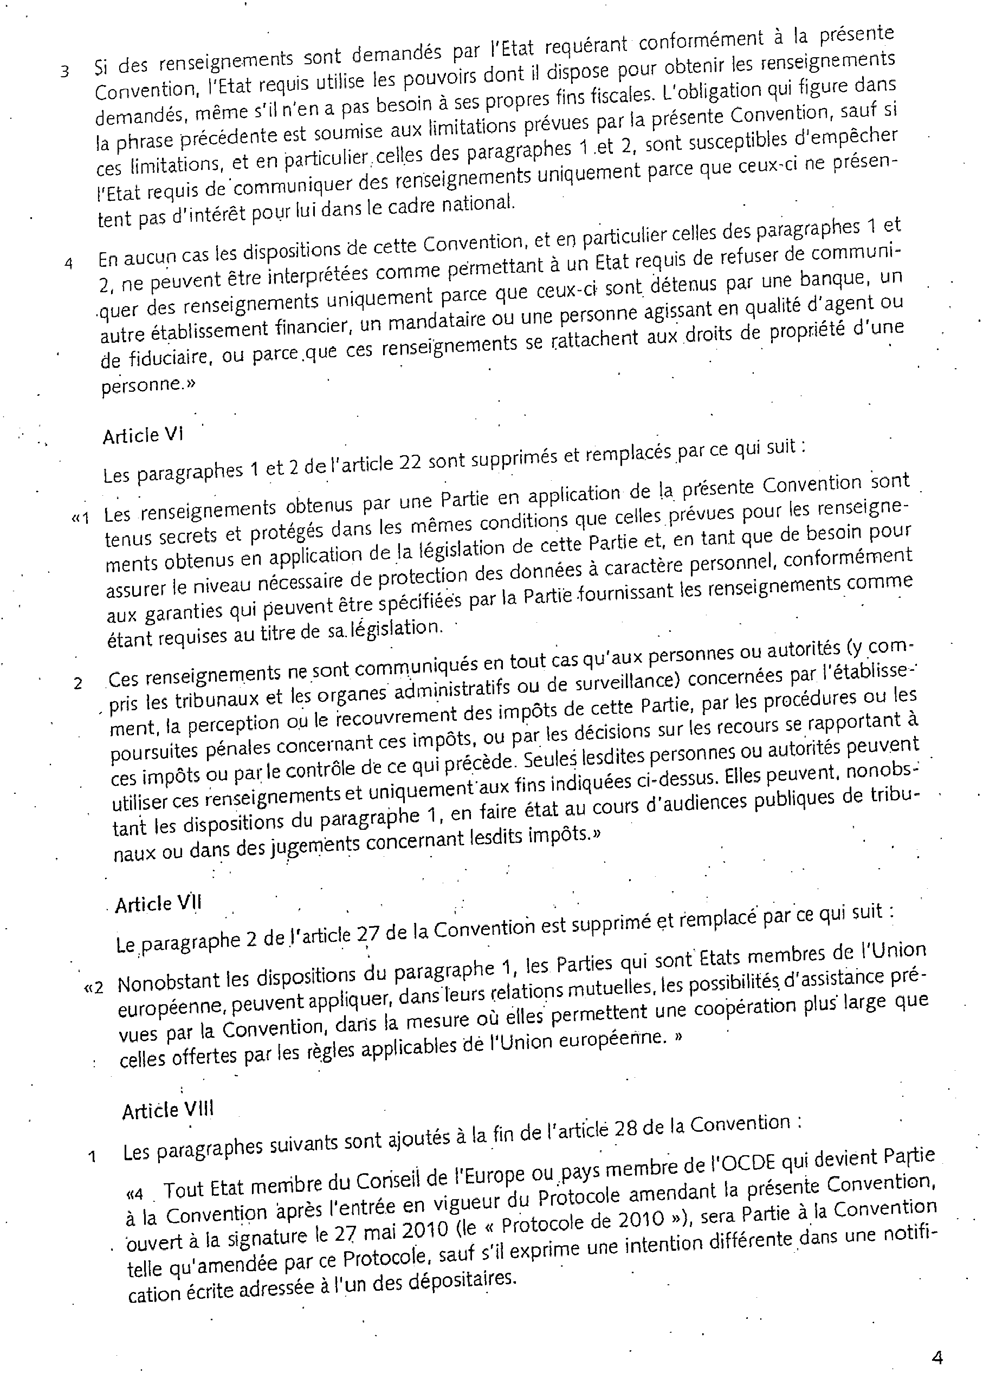 3 Si des renseignements sont demandés par l'Etat requérant conformément à la présente
Convention, l'Etat requis utilise les pouvoirs dont il dispose pour obtenir les renseignements
demandés, même s'il n'en a pas besoin à ses propres fins fiscales. L'obligation qui figure dans
la phrase précédente est soumise aux limitations prévues par la présente Convention, sauf si
ces limitations, et en particulier celles des paragraphes 1 et 2, sont susceptibles d'empêcher
l'Etat requis de communiquer des renseignements uniquement parce que ceux-ci ne présen-
tent pas d'intérêt pour lui dans le cadre national.
4 En aucun cas les dispositions de cette Convention, et en particulier celles des paragraphes 1 et
2, ne peuvent être interprétées comme permettant à un Etat requis de refuser de communi-
quer des renseignements uniquement parce que ceux-ci sont détenus par une banque, un
autre établissement financier, un mandataire ou une personne agissant en qualité d'agent ou
de fiduciaire, ou parce que ces renseignements se rattachent aux droits de propriété d'une
personne.»
Article VI
Les paragraphes 1 et 2 de l'article 22 sont supprimés et remplacés par ce qui suit :
«1 Les renseignements obtenus par une Partie en application de la présente Convention sont
tenus secrets et protégés dans les mêmes conditions que celles prévues pour les renseigne-
ments obtenus en application de la législation de cette Partie et, en tant que de besoin pour
assurer le niveau nécessaire de protection des données à caractère personnel, conformément
aux garanties qui peuvent être spécifiées par la Partie fournissant les renseignements comme
étant requises au titre de sa législation.
2 Ces renseignements ne sont communiqués en tout cas qu'aux personnes ou autorités (y com-
pris les tribunaux et les organes administratifs ou de surveillance) concernées par l'établisse-
ment, la perception ou le recouvrement des impôts de cette Partie, par les procédures ou les
poursuites pénales concernant ces impôts, ou par les décisions sur les recours se rapportant à
ces impôts ou par le contrôle de ce qui précède. Seules lesdites personnes ou autorités peuvent
utiliser ces renseignements et uniquement aux fins indiquées ci-dessus. Elles peuvent, nonobs-
tant les dispositions du paragraphe 1, en faire état au cours d'audiences publiques de tribu-
naux ou dans des jugements concernant lesdits impôts.»
Article VII
Le paragraphe 2 de l'article 27 de la Convention est supprimé et remplacé par ce qui suit :
«2 Nonobstant les dispositions du paragraphe 1, les Parties qui sont Etats membres de l'Union
européenne, peuvent appliquer, dans leurs relations mutuelles, les possibilités d'assistance pré-
vues par la Convention, dans la mesure où elles permettent une coopération plus large que
celles offertes par les règles applicables de l'Union européenne. »
Article VIII
1 Les paragraphes suivants sont ajoutés à la fin de l'article 28 de la Convention :
«4 Tout Etat membre du Conseil de l'Europe ou pays membre de l'OCDE qui devient Partie
à la Convention après l'entrée en vigueur du Protocole amendant la présente Convention,
ouvert à la signature le 27 mai 2010 (le « Protocole de 2010 »), sera Partie à la Convention
telle qu'amendée par ce Protocole, sauf s'il exprime une intention différente dans une notifi-
cation écrite adressée à l'un des dépositaires.
4